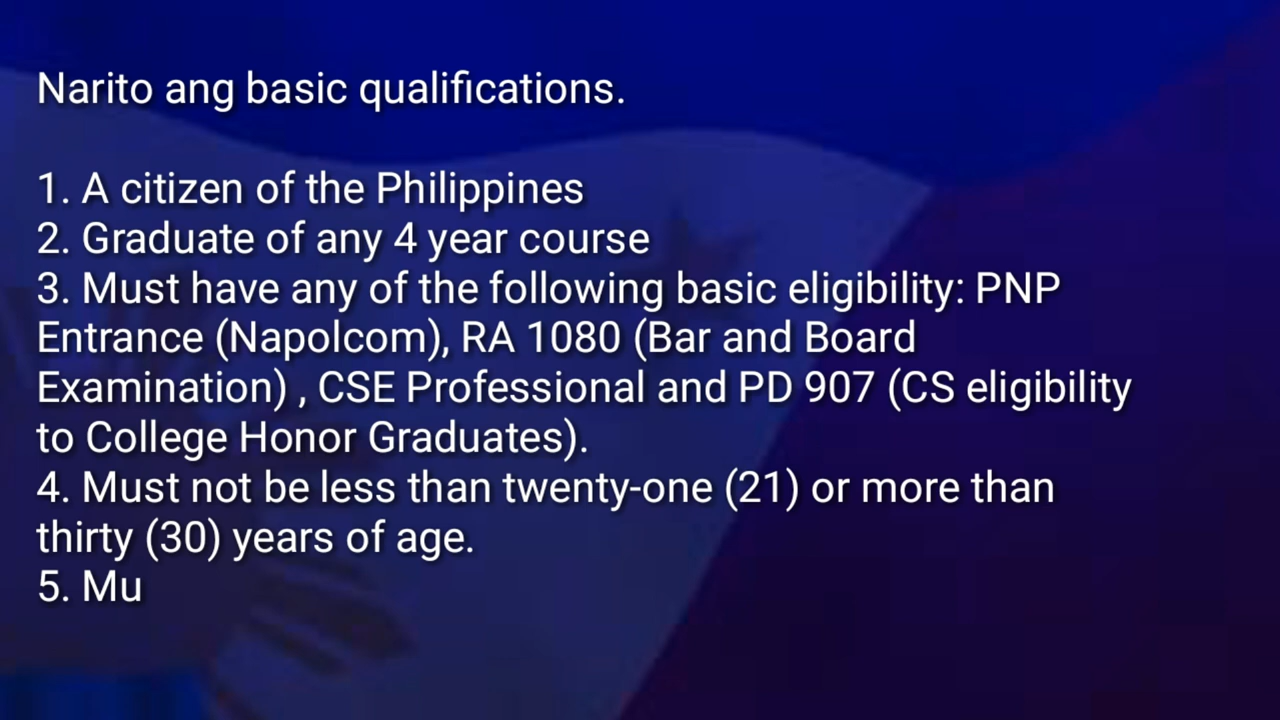 Narito ang basic qualifications.
1. A citizen of the Philippines
2. Graduate of any 4 year course
3. Must have any of the following basic eligibility: PNP
Entrance (Napolcom), RA 1080 (Bar and Board
Examination) , CSE Professional and PD 907 (CS eligibility
to College Honor Graduates).
4. Must not be less than twenty-one (21) or more than
thirty (30) years of age.
5. Mu